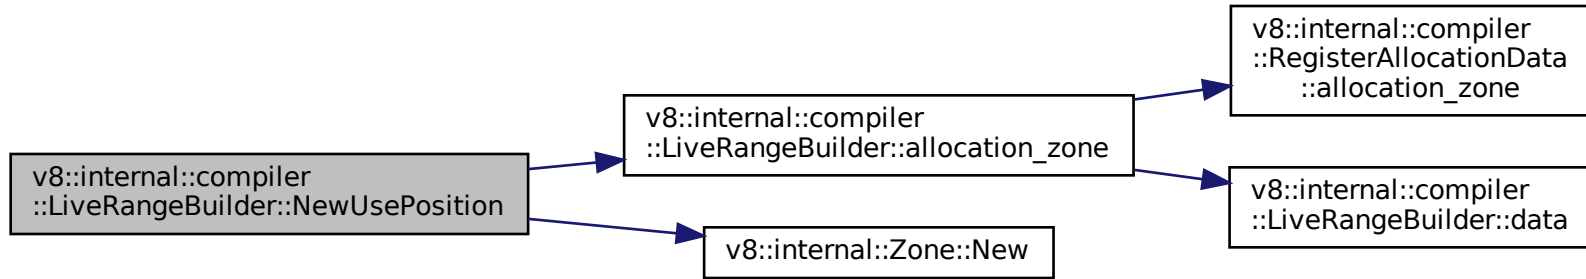 v8::internal::compiler
::LiveRangeBuilder::NewUsePosition
v8::internal::compiler
::LiveRangeBuilder::allocation_zone
v8::internal::Zone::New
v8::internal::compiler
::RegisterAllocationData
::allocation_zone
v8::internal::compiler
::LiveRangeBuilder::data